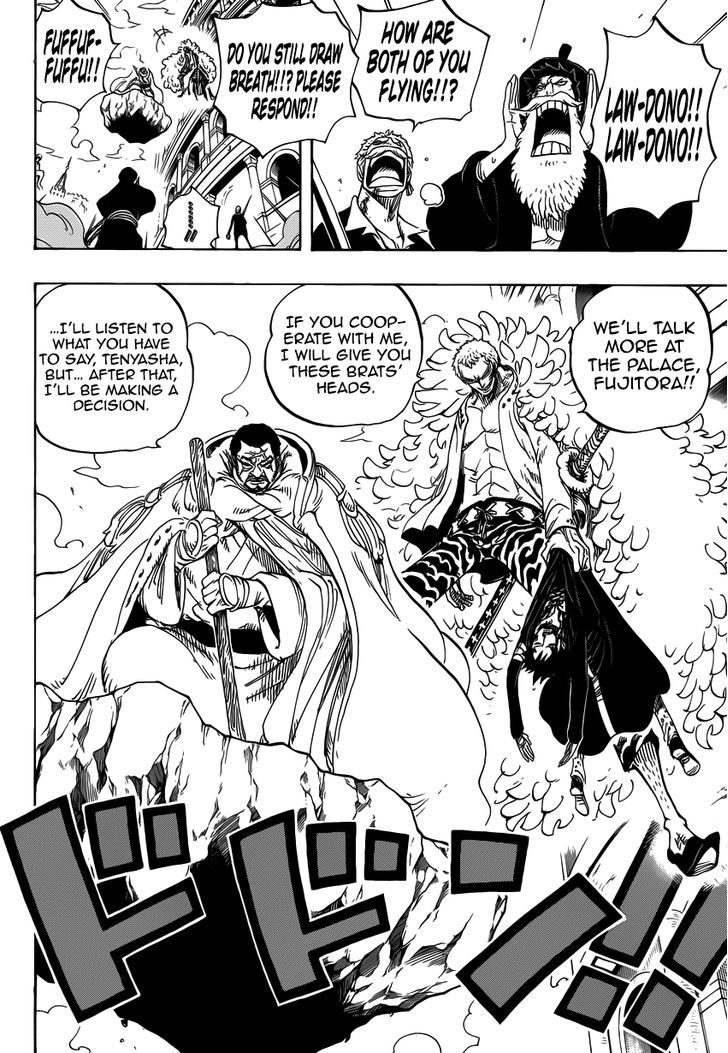 LAW-DONO!!
LAW-DONO!!
HOW ARE
BOTH OF YOU
FLYING!!?
DO YOU STILL DRAW
BREATH!!? PLEASE
RESPOND!!
FUFFUF-
FUFFU!!
WE'LL TALK
MORE AT
THE PALACE,
FUJITORA!!
IF YOU COOP-
ERATE WITH ME,
I WILL GIVE YOU
THESE BRATS'
HEADS.
...I'LL LISTEN TO
WHAT YOU HAVE
TO SAY, TENYASHA,
BUT... AFTER THAT,
I'LL BE MAKING A
DECISION.
ドドン!!